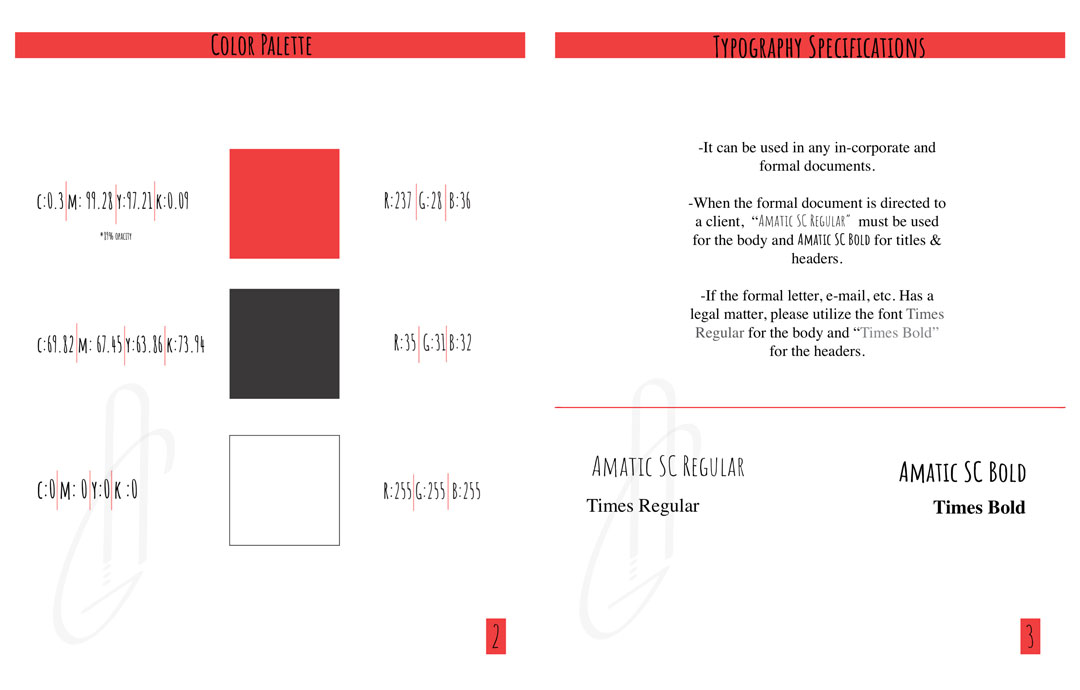 Color Palette
C:0.3 M: 99.28 Y:97.21 K:0.09
*89% opacity
R:237 G:28 B:36
C:69.82 M: 67.45 Y:63.86 K:73.94
R:35 G:31 B:32
C:0 M: 0 Y:0 K :0
R:255 G:255 B:255
2
Typography Specifications
-It can be used in any in-corporate and
formal documents.
-When the formal document is directed to
a client, “Amatic SC Regular” must be used
for the body and Amatic SC Bold for titles &
headers.
-If the formal letter, e-mail, etc. Has a
legal matter, please utilize the font Times
Regular for the body and “Times Bold”
for the headers.
Amatic SC Regular
Amatic SC Bold
Times Regular
Times Bold
3